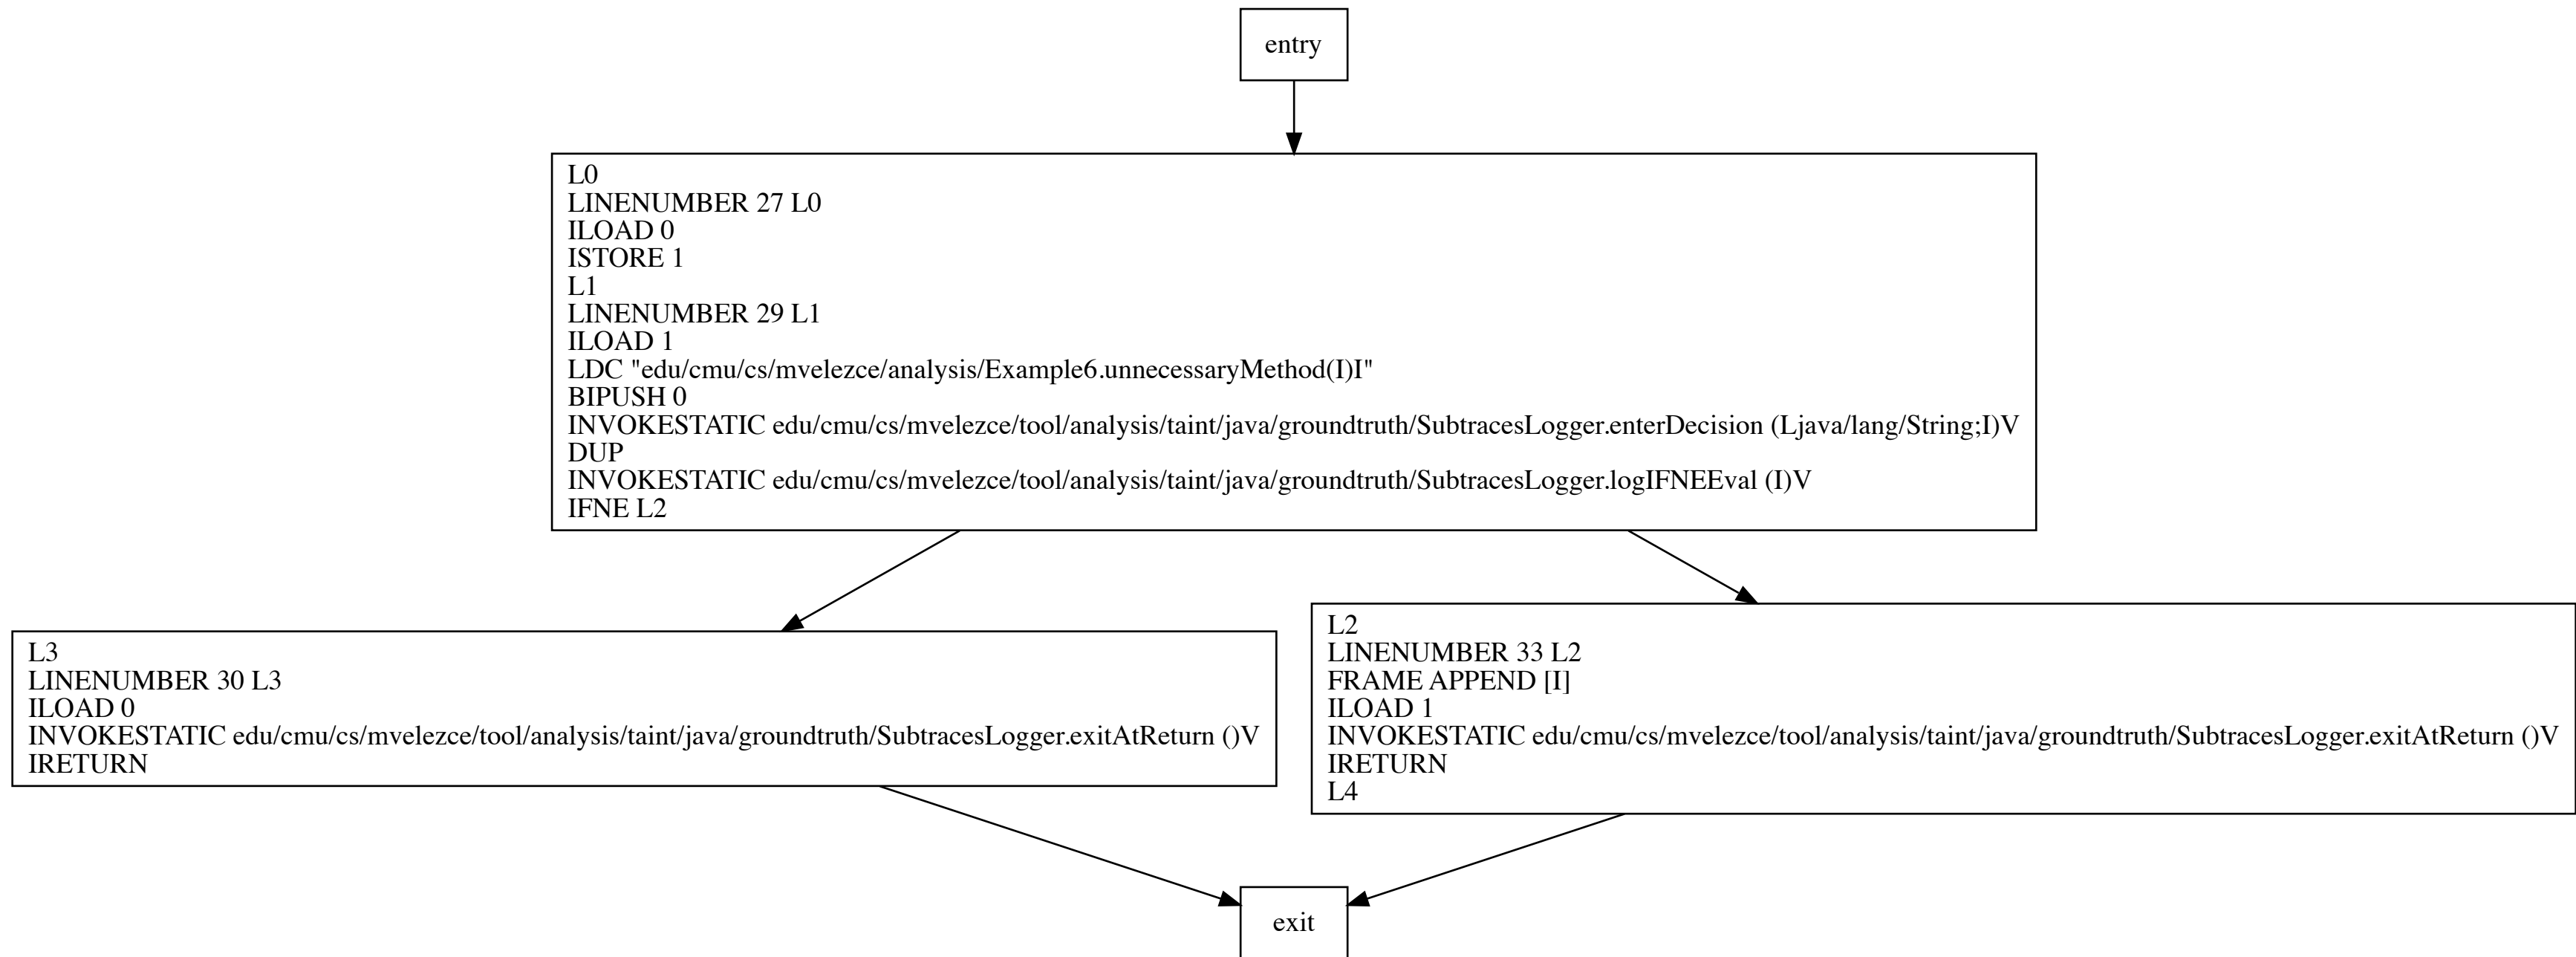 entry
L0
LINENUMBER 27 L0
ILOAD 0
ISTORE 1
L1
LINENUMBER 29 L1
ILOAD 1
LDC "edu/cmu/cs/mvelezce/analysis/Example6.unnecessaryMethod(I)I"
BIPUSH 0
INVOKESTATIC edu/cmu/cs/mvelezce/tool/analysis/taint/java/groundtruth/SubtracesLogger.enterDecision (Ljava/lang/String;I)V
DUP
INVOKESTATIC edu/cmu/cs/mvelezce/tool/analysis/taint/java/groundtruth/SubtracesLogger.logIFNEEval (I)V
IFNE L2
L3
LINENUMBER 30 L3
ILOAD 0
INVOKESTATIC edu/cmu/cs/mvelezce/tool/analysis/taint/java/groundtruth/SubtracesLogger.exitAtReturn ()V
IRETURN
L2
LINENUMBER 33 L2
FRAME APPEND [I]
ILOAD 1
INVOKESTATIC edu/cmu/cs/mvelezce/tool/analysis/taint/java/groundtruth/SubtracesLogger.exitAtReturn ()V
IRETURN
L4
exit